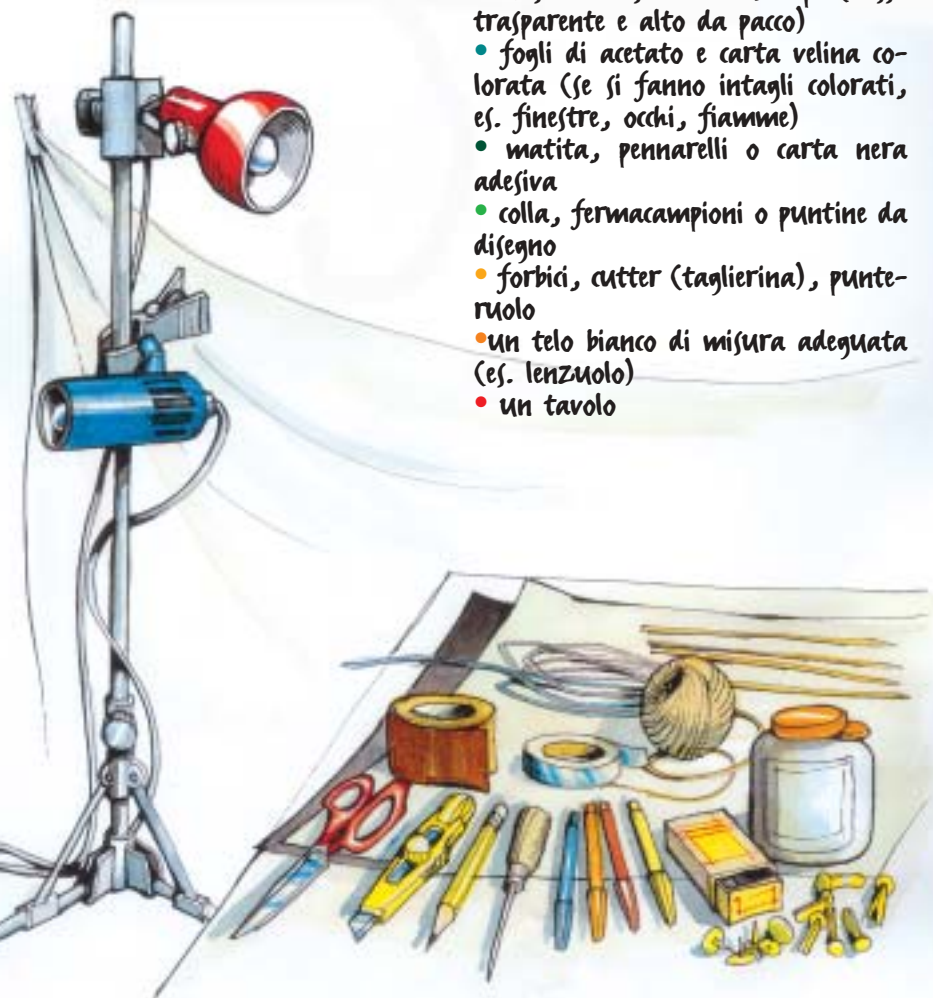 trasparente e alto da pacco)
• fogli di acetato e carta velina co-
lorata (se si fanno intagli colorati,
es. finestre, occhi, fiamme)
• matita, pennarelli o carta nera
adesiva
• colla, fermacampioni o puntine da
disegno
• forbici, cutter (taglierina), punte-
ruolo
•un telo bianco di misura adeguata
(es. lenzuolo)
• un tavolo